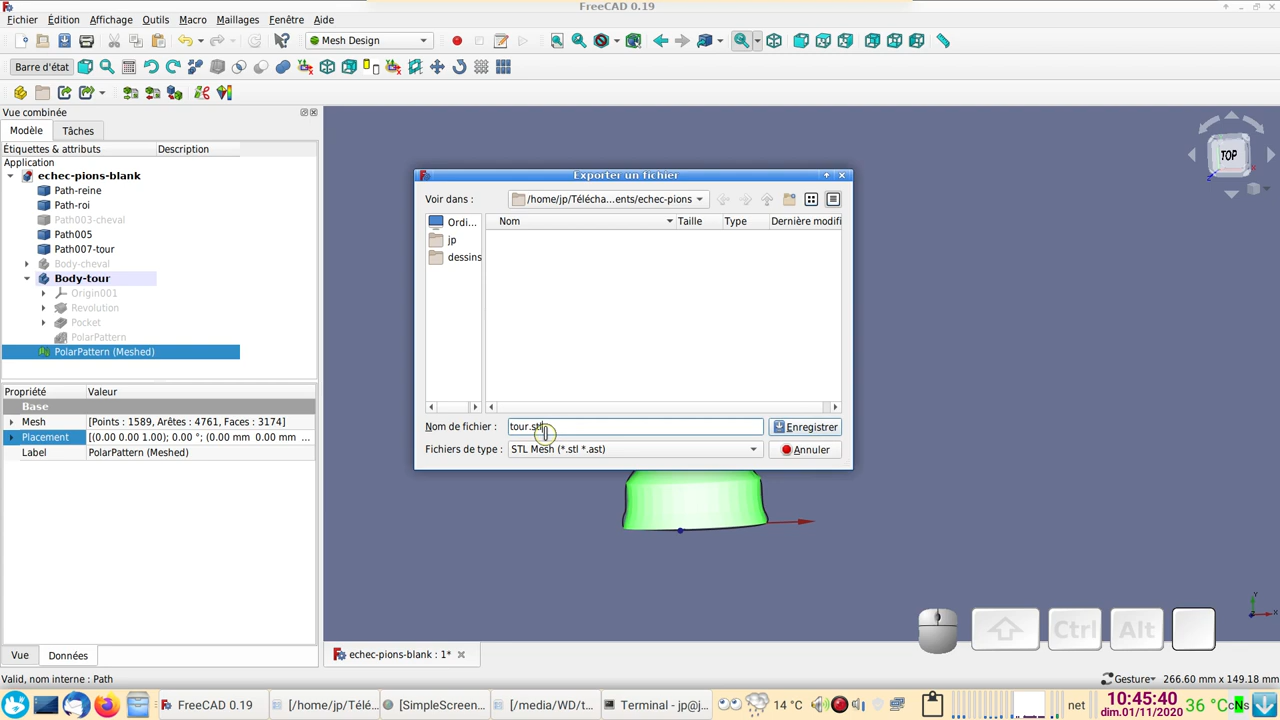 FreeCAD 0.19
Fichier Édition Affichage Outils Macro Maillages Fenêtre Aide
Mesh Design
Barre d'état
Vue combinée
Modèle Tâches
Étiquettes & attributs Description
Application
echec-pions-blank
Path-reine
Path-roi
Path003-cheval
Path005
Path007-tour
Body-cheval
Body-tour
Origin001
Revolution
Pocket
PolarPattern
PolarPattern (Meshed)
Propriété Valeur
Base
Mesh [Points : 1589, Arêtes : 4761, Faces : 3174]
Placement [(0.00 0.00 1.00); 0.00 °; (0.00 mm 0.00 mm ...
Label PolarPattern (Meshed)
Vue Données
Exporter un fichier
Voir dans : /home/jp/Télécha...ents/echec-pions
Nom Taille Type Dernière modifi
Ordi...
jp
dessins
Nom de fichier : tour.stl Enregistrer
Fichiers de type : STL Mesh (*.stl *.ast) Annuler
TOP
Y
Z
X
Ctrl Alt
echec-pions-blank : 1*
Valid, nom interne : Path
Gesture 266.60 mm x 149.18 mm
FreeCAD 0.19 [/home/jp/Télé... [SimpleScreen... [/media/WD/t... Terminal - jp@j...
14 °C
net
10:45:40
dim.01/11/2020
36 °C